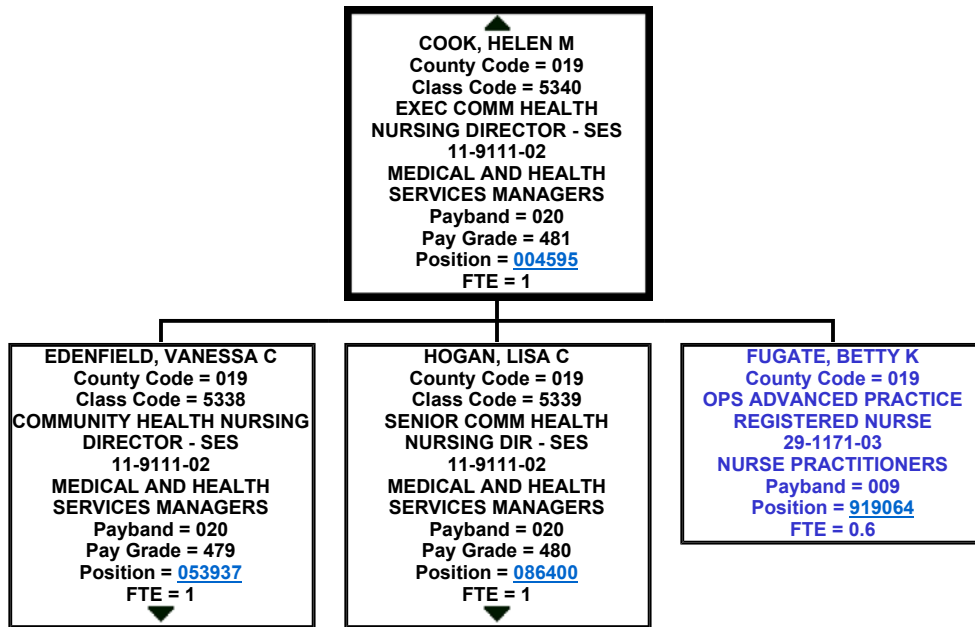 COOK, HELEN M
County Code = 019
Class Code = 5340
EXEC COMM HEALTH
NURSING DIRECTOR - SES
11-9111-02
MEDICAL AND HEALTH
SERVICES MANAGERS
Payband = 020
Pay Grade = 481
Position = 004595
FTE = 1
EDENFIELD, VANESSA C
County Code = 019
Class Code = 5338
COMMUNITY HEALTH NURSING
DIRECTOR - SES
11-9111-02
MEDICAL AND HEALTH
SERVICES MANAGERS
Payband = 020
Pay Grade = 479
Position = 053937
FTE = 1
HOGAN, LISA C
County Code = 019
Class Code = 5339
SENIOR COMM HEALTH
NURSING DIR - SES
11-9111-02
MEDICAL AND HEALTH
SERVICES MANAGERS
Payband = 020
Pay Grade = 480
Position = 086400
FTE = 1
FUGATE, BETTY K
County Code = 019
OPS ADVANCED PRACTICE
REGISTERED NURSE
29-1171-03
NURSE PRACTITIONERS
Payband = 009
Position = 919064
FTE = 0.6